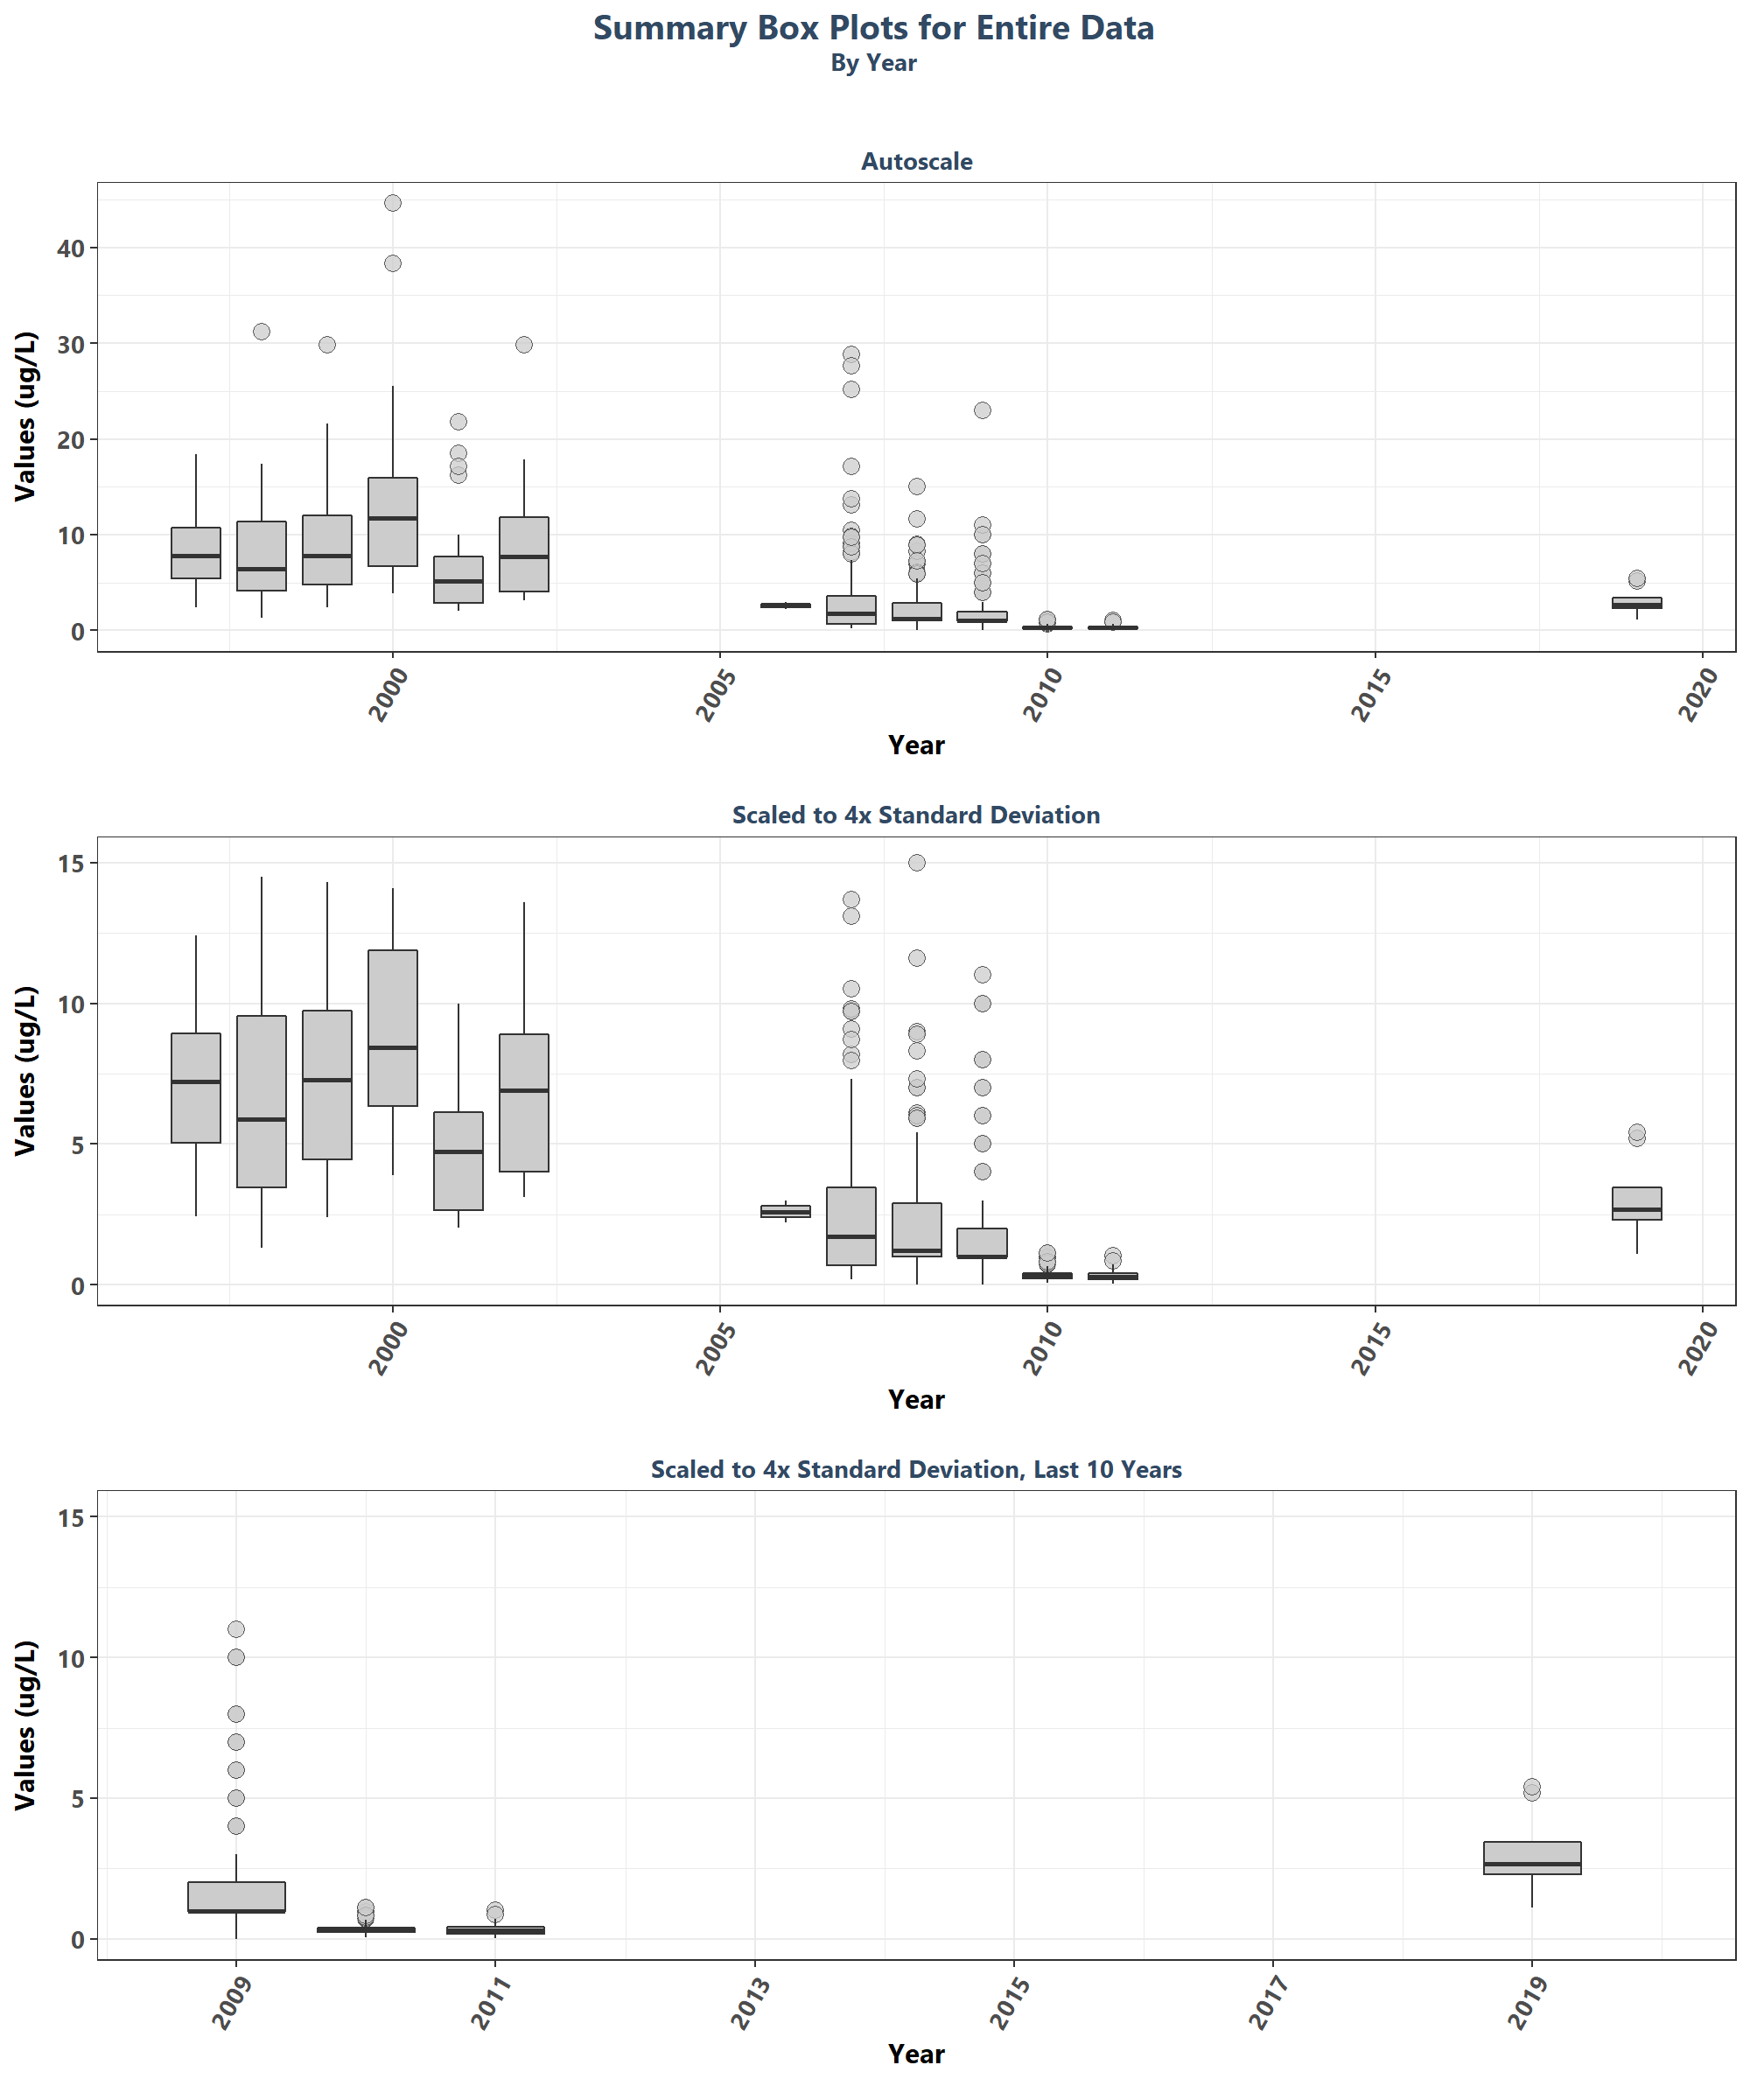 Summary Box Plots for Entire Data
By Year
Autoscale
Values (ug/L)
40
30
20
10
0
2000
2005
2010
2015
2020
Year
Scaled to 4x Standard Deviation
Values (ug/L)
15
10
5
0
2000
2005
2010
2015
2020
Year
Scaled to 4x Standard Deviation, Last 10 Years
Values (ug/L)
15
10
5
0
2009
2011
2013
2015
2017
2019
Year